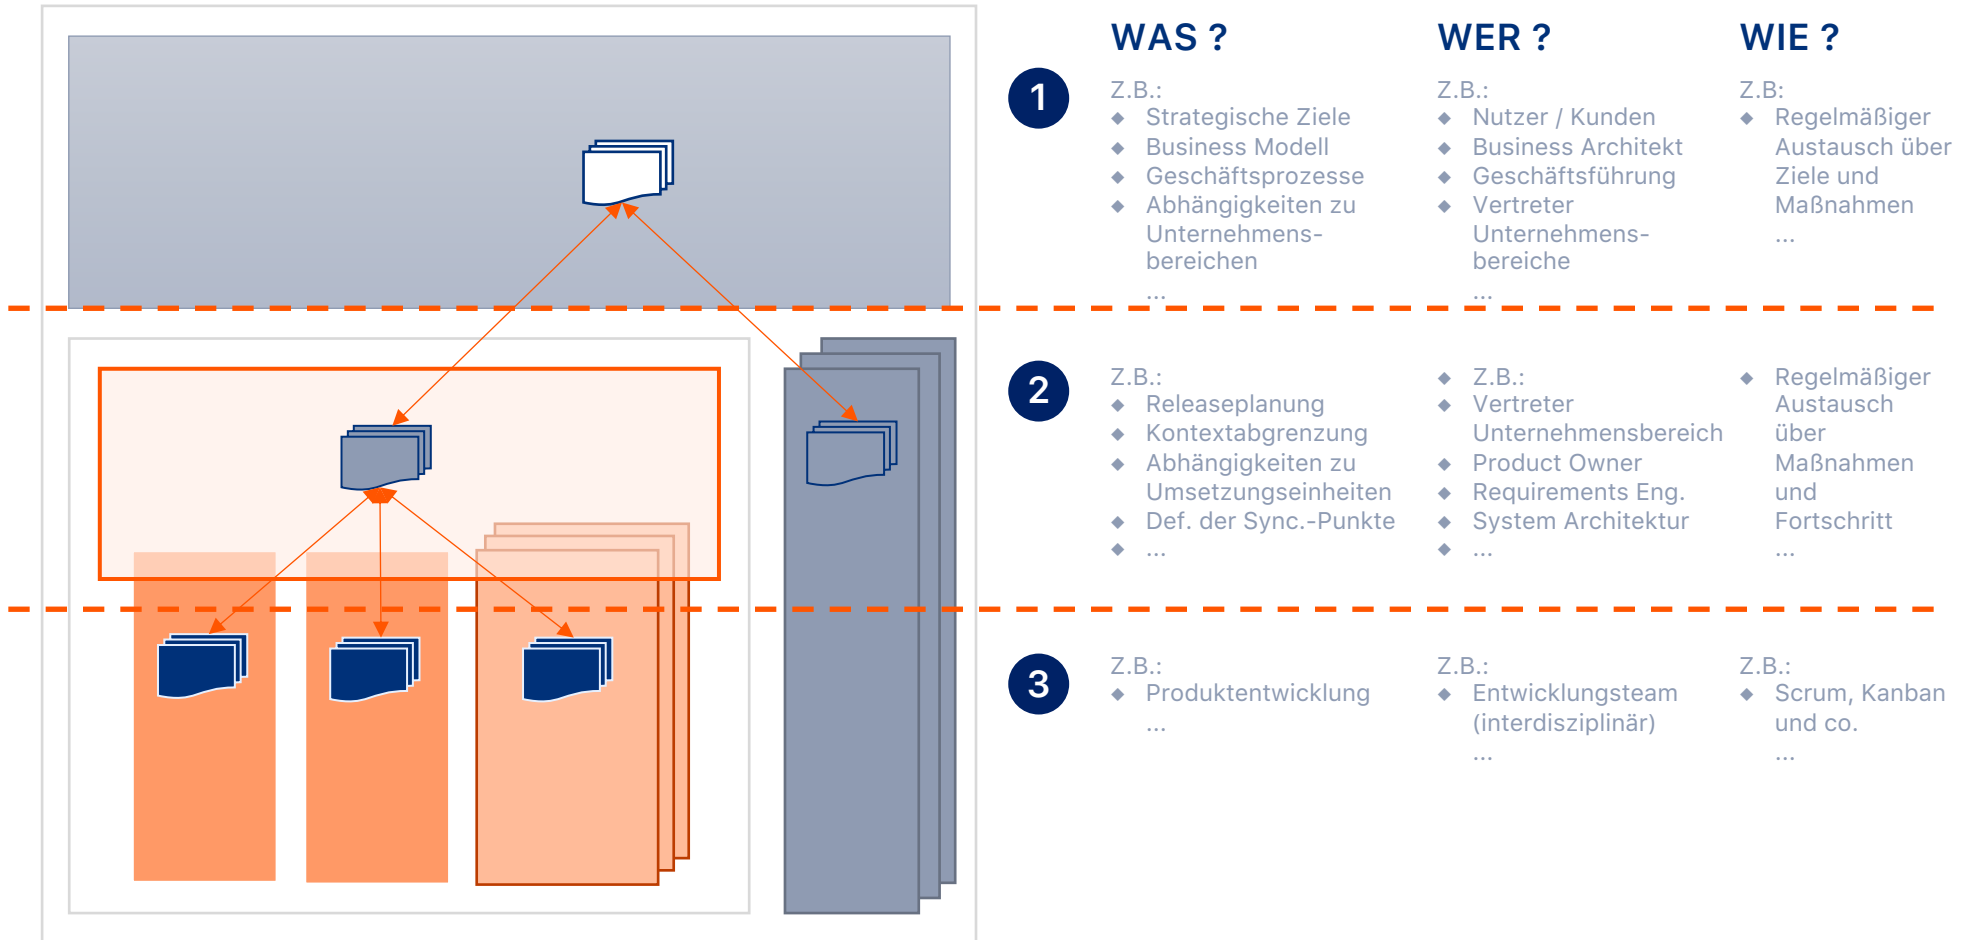 WAS ?
WER ?
WIE ?
1
Z.B.:
Strategische Ziele
Business Modell
Geschäftsprozesse
Abhängigkeiten zu
Unternehmens-
bereichen
...
Z.B.:
Nutzer / Kunden
Business Architekt
Geschäftsführung
Vertreter
Unternehmens-
bereiche
...
Z.B:
Regelmäßiger
Austausch über
Ziele und
Maßnahmen
...
2
Z.B.:
Releaseplanung
Kontextabgrenzung
Abhängigkeiten zu
Umsetzungseinheiten
Def. der Sync.-Punkte
...
Z.B.:
Vertreter
Unternehmensbereich
Product Owner
Requirements Eng.
System Architektur
...
Regelmäßiger
Austausch
über
Maßnahmen
und
Fortschritt
...
3
Z.B.:
Produktentwicklung
...
Z.B.:
Entwicklungsteam
(interdisziplinär)
...
Z.B.:
Scrum, Kanban
und co.
...